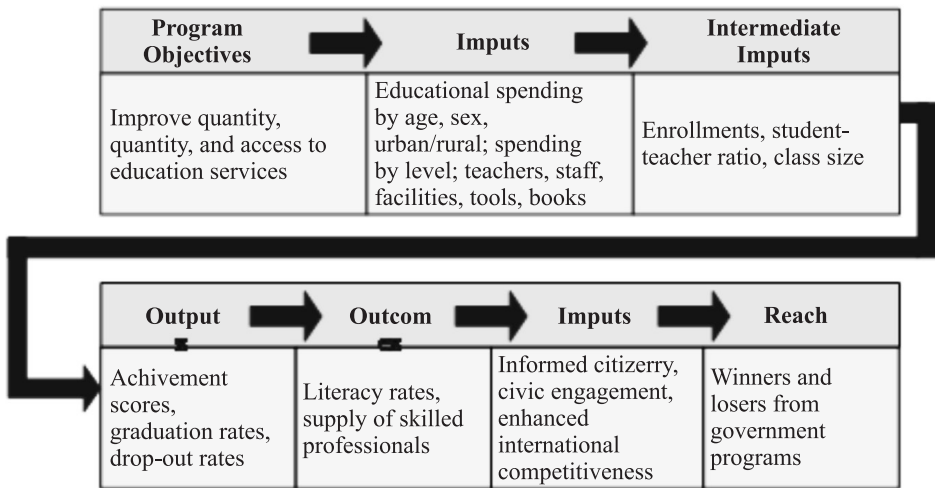 Program
Objectives
Imputs
Intermediate
Imputs
Improve quantity,
quantity, and access to
education services
Educational spending
by age, sex,
urban/rural; spending
by level; teachers, staff,
facilities, tools, books
Enrollments, student-
teacher ratio, class size
Output
Outcom
Imputs
Reach
Achivement
scores,
graduation rates,
drop-out rates
Literacy rates,
supply of skilled
professionals
Informed citizerry,
civic engagement,
enhanced
international
competitiveness
Winners and
losers from
government
programs